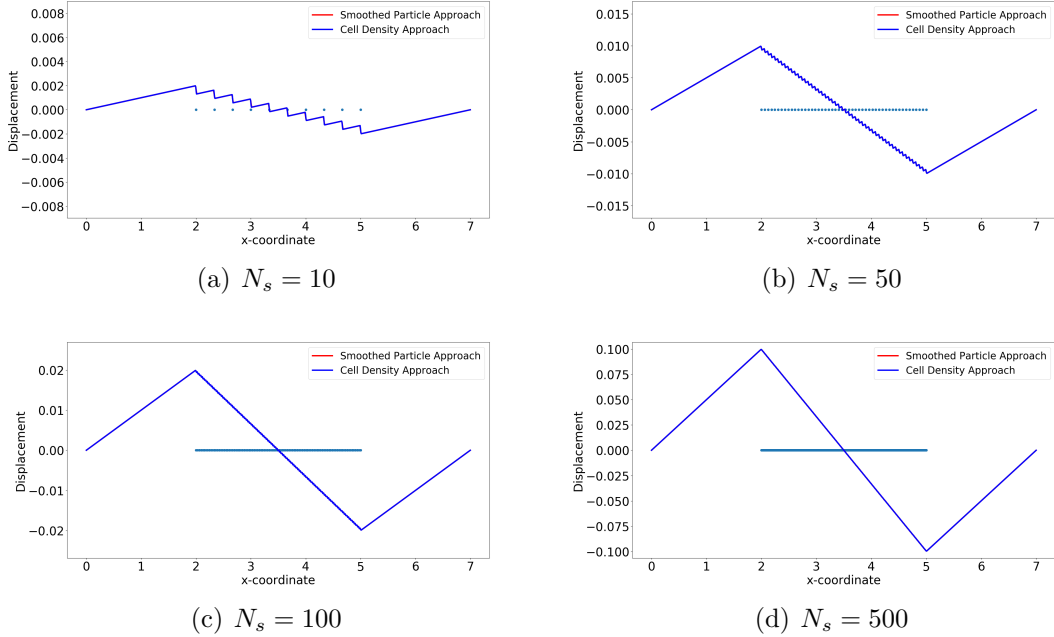 Smoothed Particle Approach
Cell Density Approach
Displacement
0.008
0.006
0.004
0.002
0.000
−0.002
−0.004
−0.006
−0.008
0 1 2 3 4 5 6 7
x-coordinate
(a) N_s = 10
Smoothed Particle Approach
Cell Density Approach
Displacement
0.015
0.010
0.005
0.000
−0.005
−0.010
−0.015
0 1 2 3 4 5 6 7
x-coordinate
(b) N_s = 50
Smoothed Particle Approach
Cell Density Approach
Displacement
0.02
0.01
0.00
−0.01
−0.02
0 1 2 3 4 5 6 7
x-coordinate
(c) N_s = 100
Smoothed Particle Approach
Cell Density Approach
Displacement
0.100
0.075
0.050
0.025
0.000
−0.025
−0.050
−0.075
−0.100
0 1 2 3 4 5 6 7
x-coordinate
(d) N_s = 500